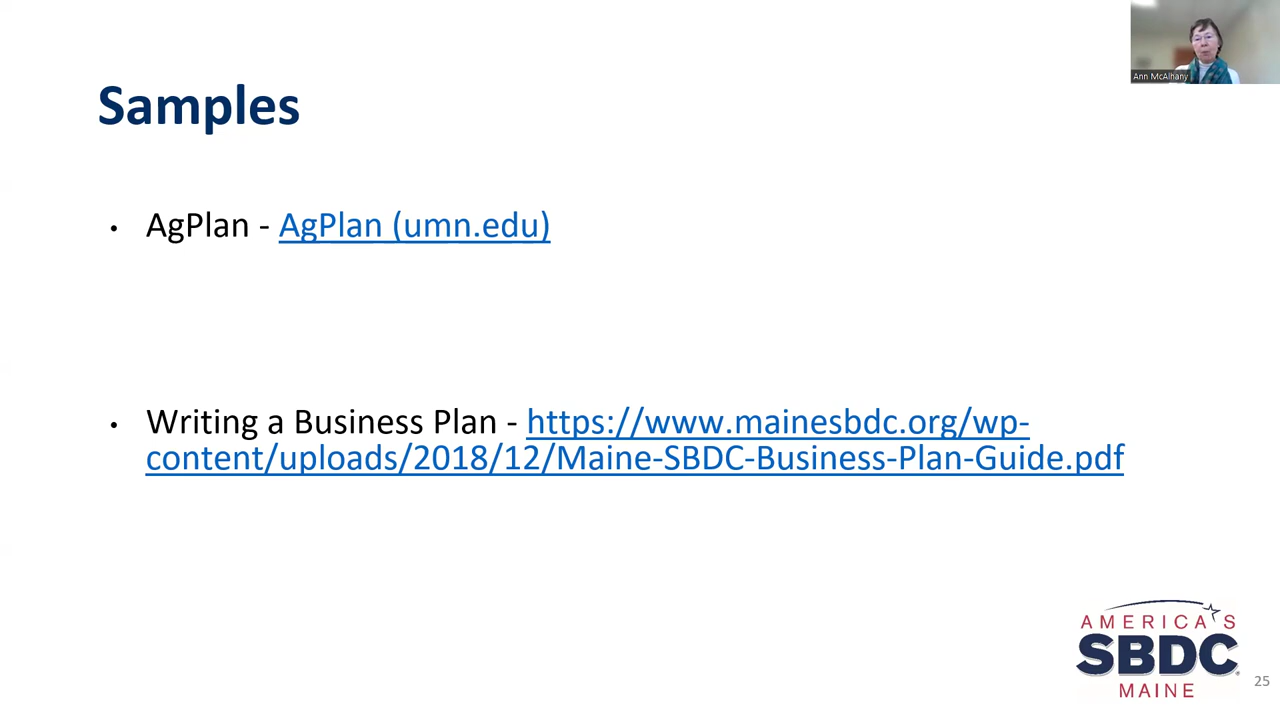 Ann McAlhany
Samples
• AgPlan - AgPlan (umn.edu)
• Writing a Business Plan - https://www.mainesbdc.org/wp-
content/uploads/2018/12/Maine-SBDC-Business-Plan-Guide.pdf
AMERICA'S
SBDC
MAINE
25